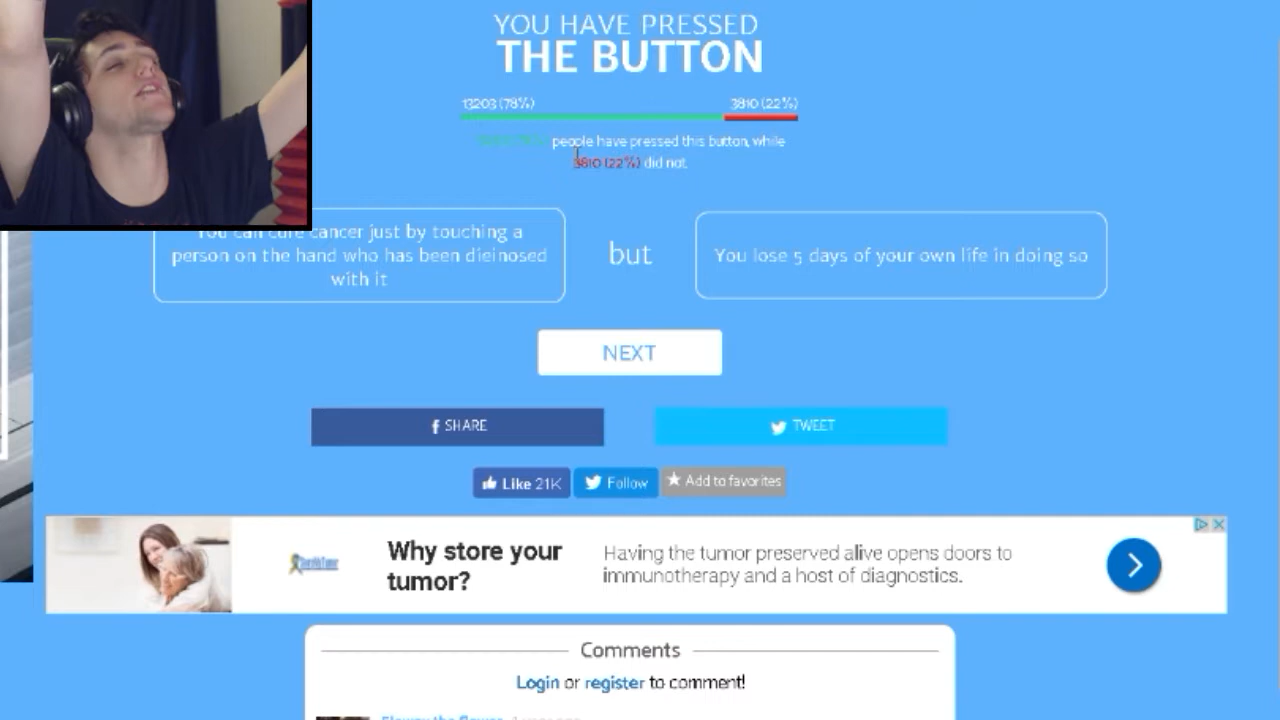 YOU HAVE PRESSED
THE BUTTON
13203 (78%) 3810 (22%)
people have pressed this button, while
3810 (22%) did not.
You can cure cancer just by touching a
person on the hand who has been dieinosed
with it
but
You lose 5 days of your own life in doing so
NEXT
SHARE
TWEET
Like 21K
Follow
Add to favorites
Why store your
tumor?
Having the tumor preserved alive opens doors to
immunotherapy and a host of diagnostics.
Comments
Login or register to comment!